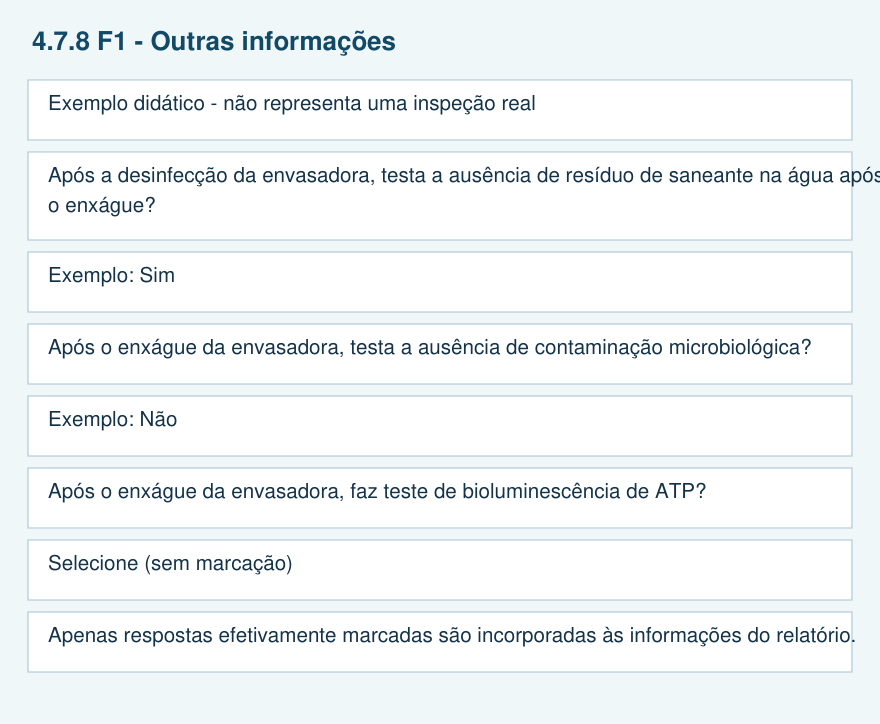 4.7.8 F1 - Outras informações
Exemplo didático - não representa uma inspeção real
Após a desinfecção da envasadora, testa a ausência de resíduo de saneante na água após
o enxágue?
Exemplo: Sim
Após o enxágue da envasadora, testa a ausência de contaminação microbiológica?
Exemplo: Não
Após o enxágue da envasadora, faz teste de bioluminescência de ATP?
Selecione (sem marcação)
Apenas respostas efetivamente marcadas são incorporadas às informações do relatório.